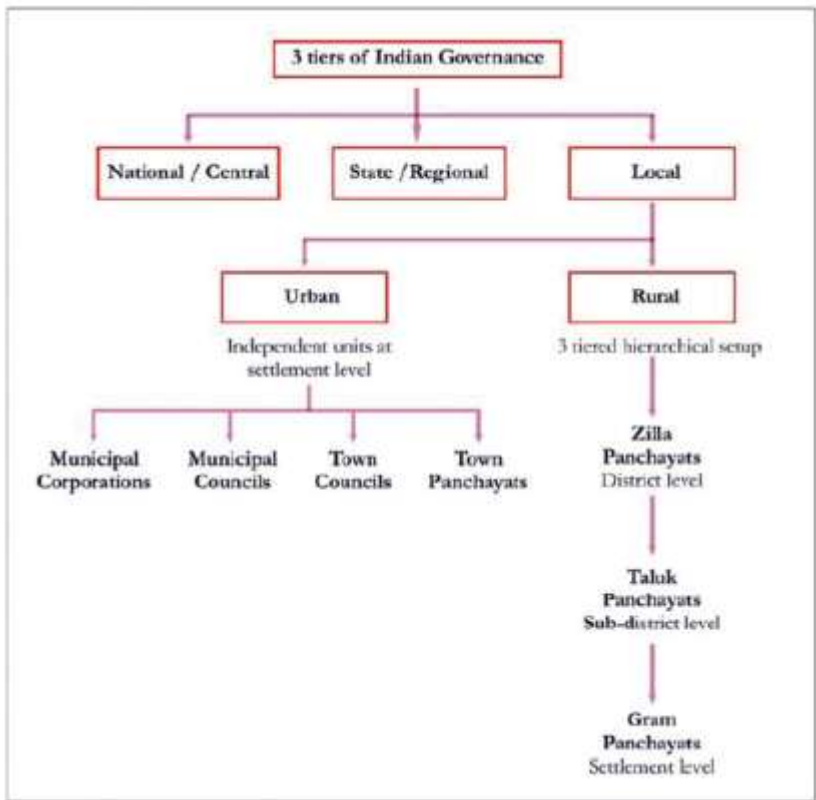 3 tiers of Indian Governance
National / Central
State /Regional
Local
Urban
Rural
Independent units at
settlement level
3 tiered hierarchical setup
Municipal
Corporations
Municipal
Councils
Town
Councils
Town
Panchayats
Zilla
Panchayats
District level
Taluk
Panchayats
Sub-district level
Gram
Panchayats
Settlement level